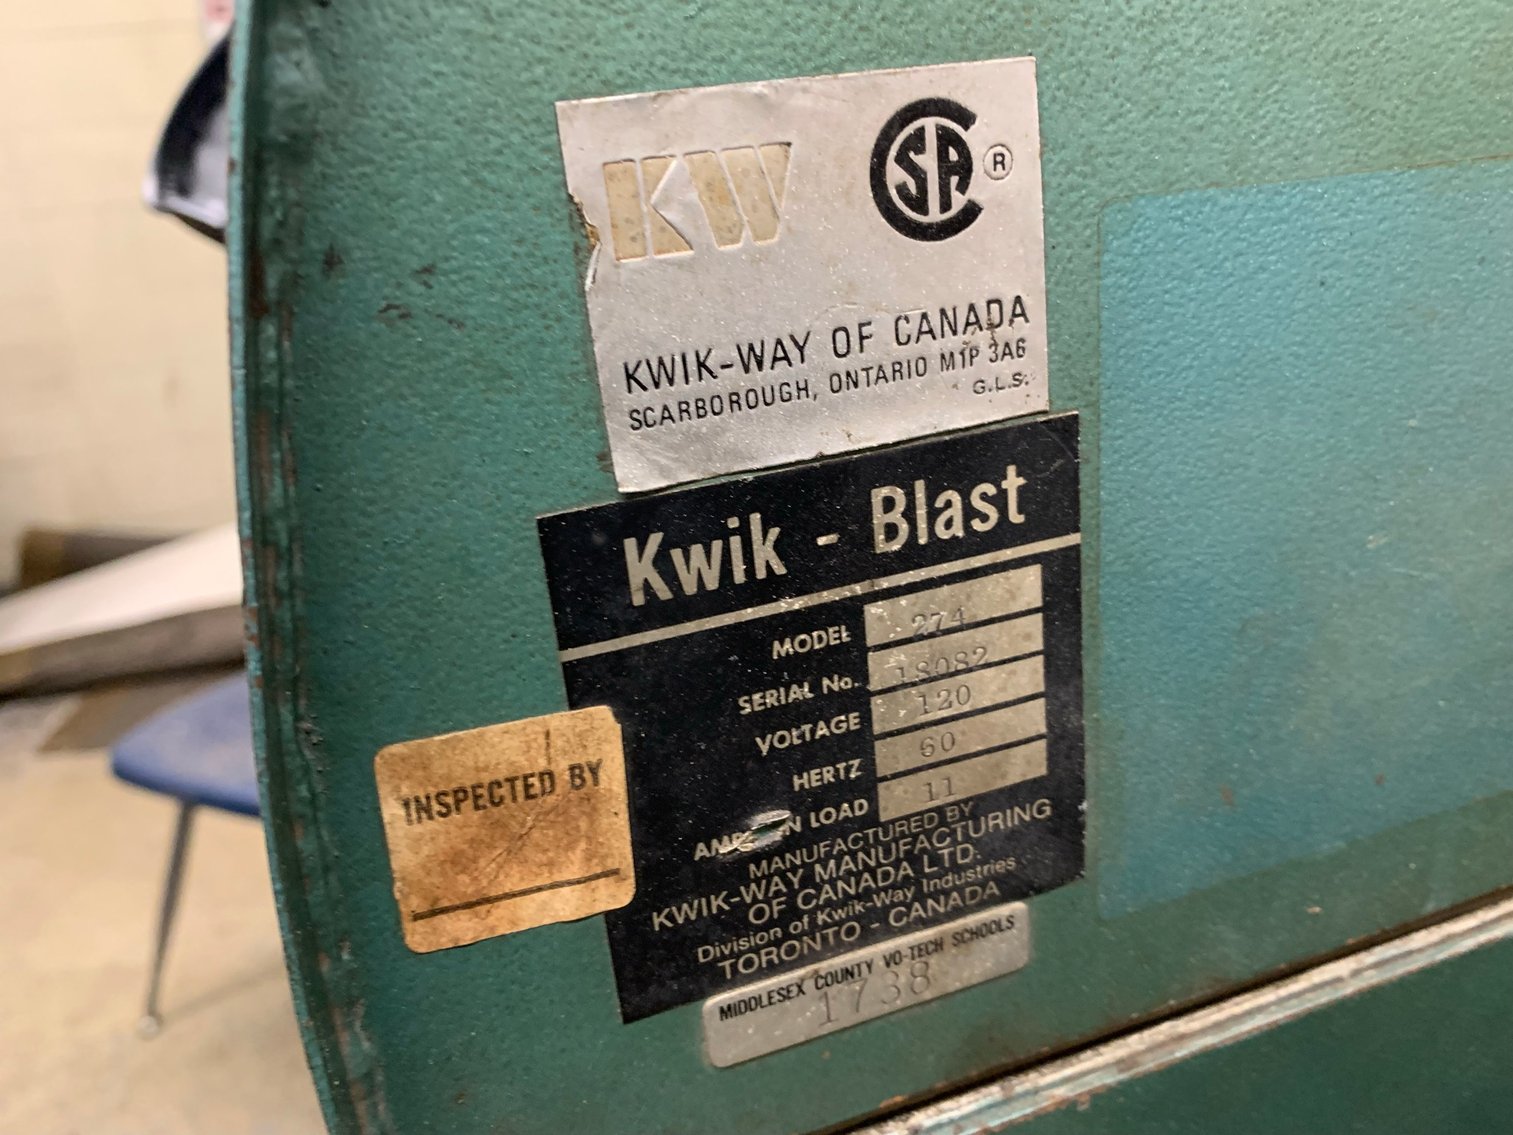 KW
CSA ®
KWIK-WAY OF CANADA
SCARBOROUGH, ONTARIO M1P 3A6
G.L.S.
Kwik - Blast
MODEL 274
SERIAL No. 1S082
VOLTAGE 120
HERTZ 60
LOAD 11
MANUFACTURED BY
KWIK-WAY MANUFACTURING
OF CANADA LTD.
Division of Kwik-Way Industries
TORONTO - CANADA
INSPECTED BY
MIDDLESEX COUNTY VO-TECH SCHOOLS
1738